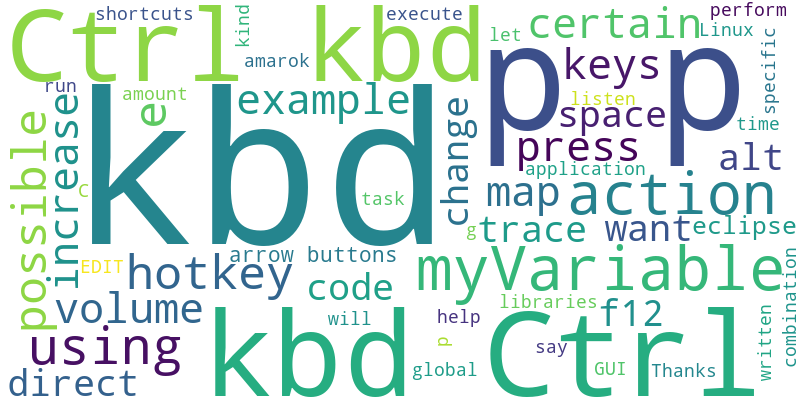 Ctrl kbd
shortcuts
kind
execute
amarok
let
certain
Linux
perform
p p
keys
specific
run
amount
e
example
listen
space
time
possible
increase
kbd
change
press
application
alt
C
task
map
action
g
trace
want
eclipse
arrow buttons
EDIT
hotkey
code
myVariable
volume
will
libraries
f12
written
combination
using
kbd
help
p
Ctrl
say
direct
global
GUI
Thanks